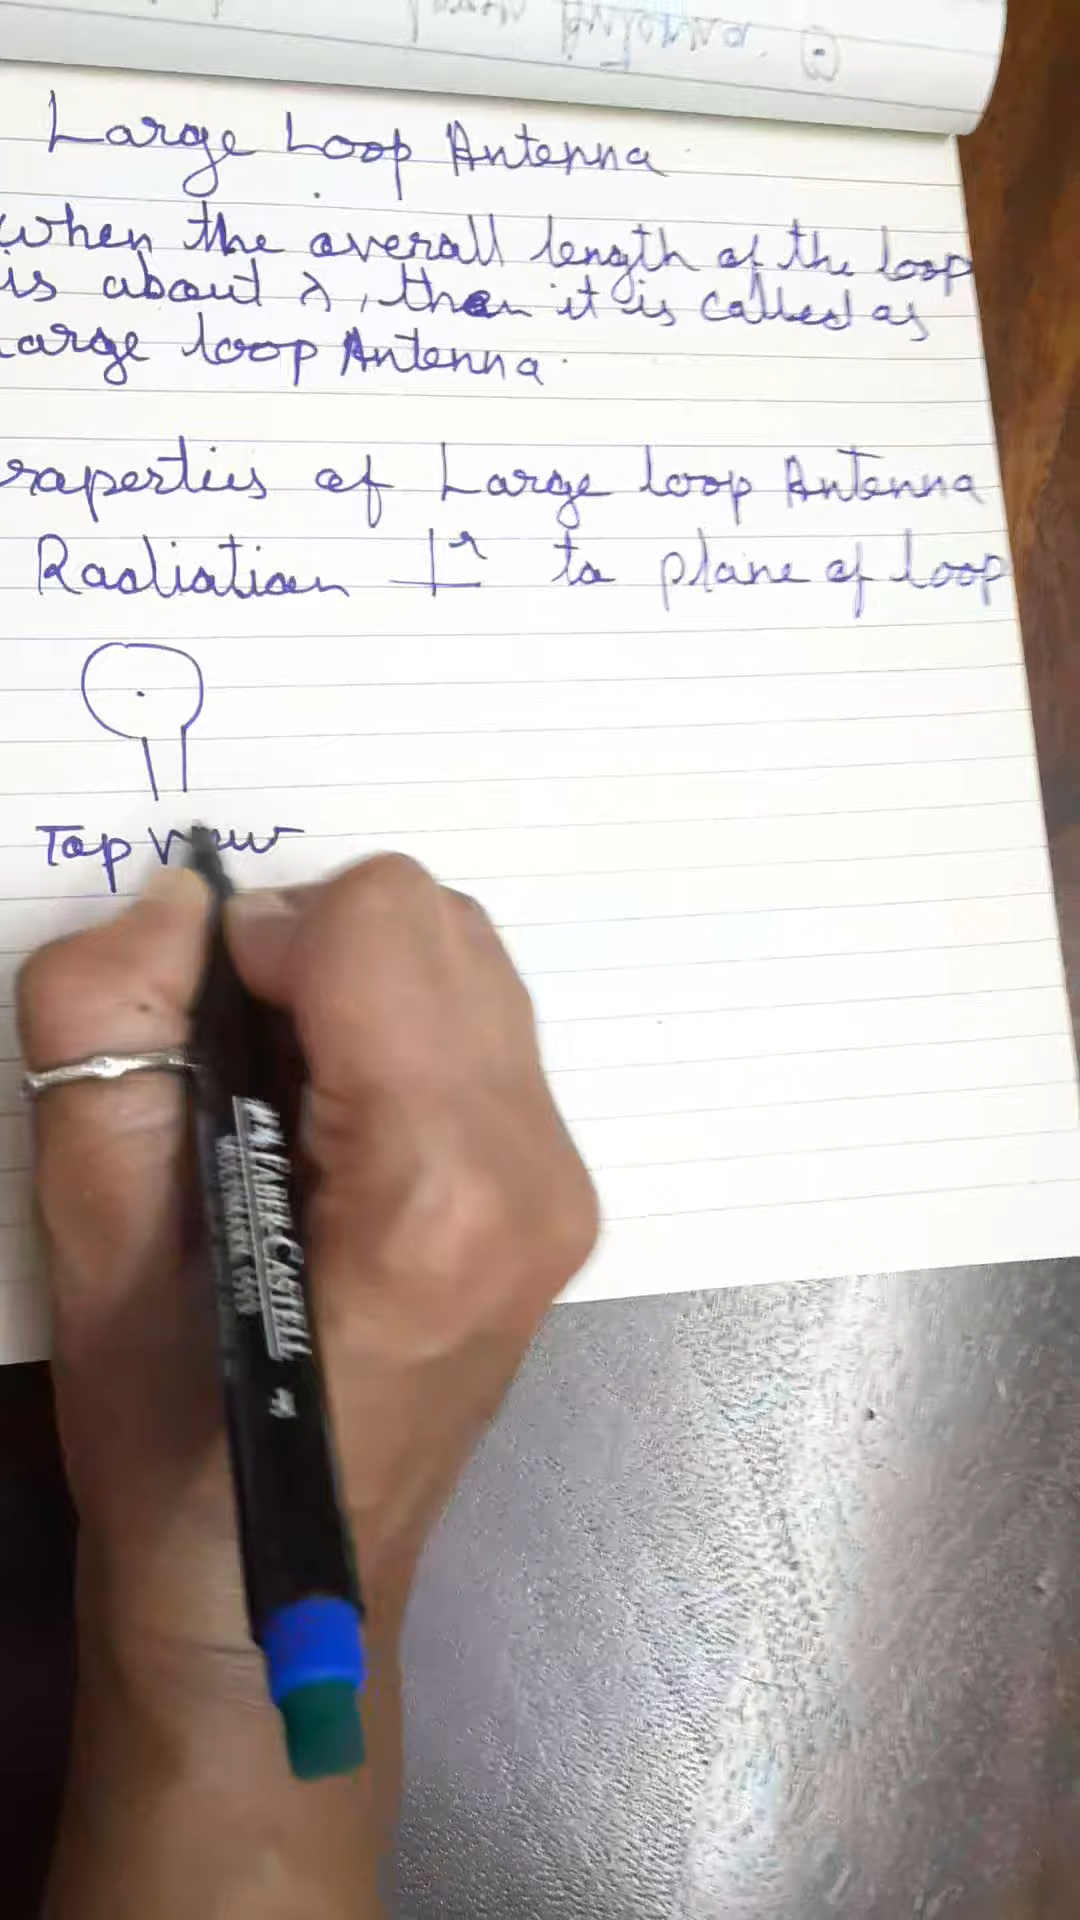 Large Loop Antenna
when the overall length of the loop
is about λ, then it is called as
Large loop Antenna.
roperties of Large loop Antenna
Radiation ⊥r to plane of loop
Top View
FABER-CASTELL